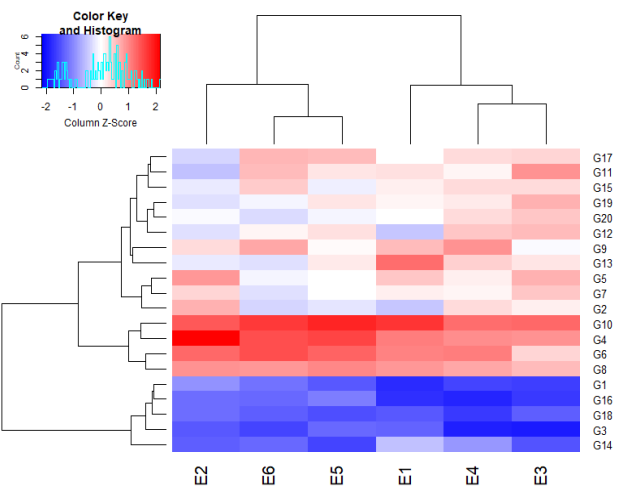 Color Key
and Histogram
Count
0 2 4 6
-2 -1 0 1 2
Column Z-Score
G17
G11
G15
G19
G20
G12
G9
G13
G5
G7
G2
G10
G4
G6
G8
G1
G16
G18
G3
G14
E2 E6 E5 E1 E4 E3